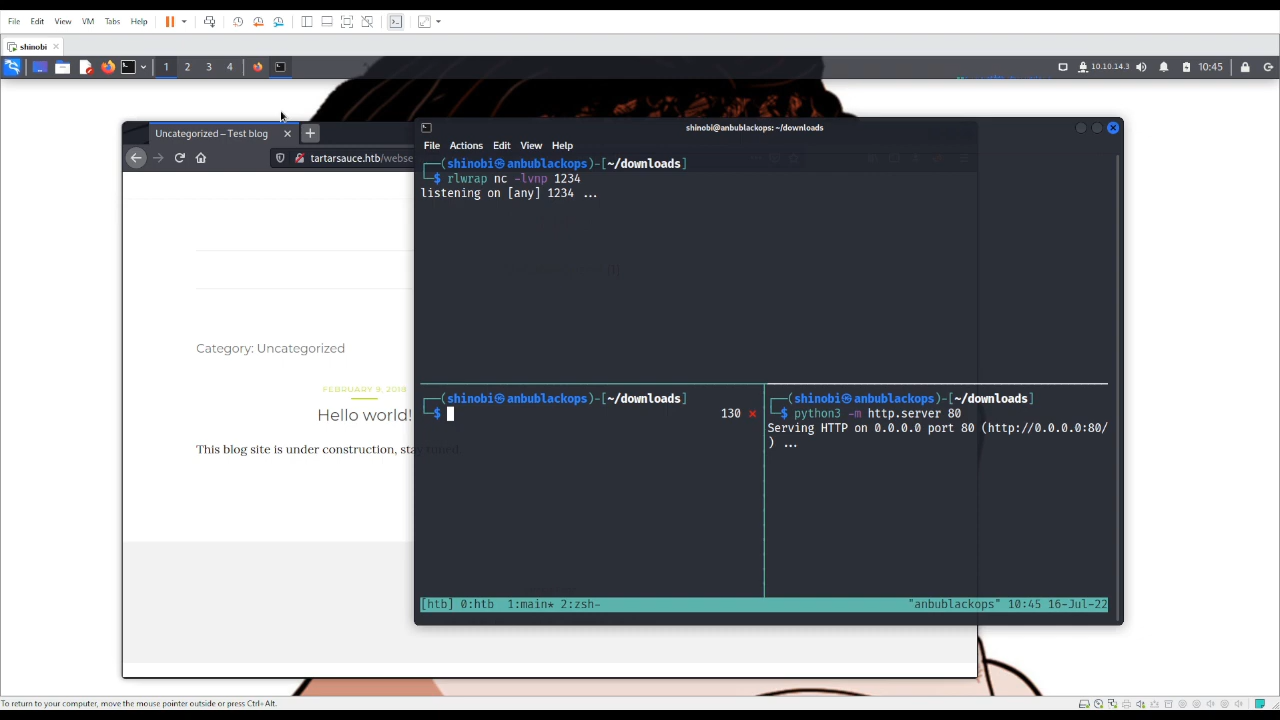 File Edit View VM Tabs Help
shinobi
1 2 3 4 10.10.14.3 10:45
Uncategorized – Test blog
tartarsauce.htb/webse
Category: Uncategorized
FEBRUARY 9, 2018
Hello world!
This blog site is under construction, stay tuned
shinobi@anbublackops: ~/downloads
File Actions Edit View Help
┌──(shinobi㉿anbublackops)-[~/downloads]
└─$ rlwrap nc -lvnp 1234
listening on [any] 1234 ...
┌──(shinobi㉿anbublackops)-[~/downloads]
└─$ 130 ⨯
┌──(shinobi㉿anbublackops)-[~/downloads]
└─$ python3 -m http.server 80
Serving HTTP on 0.0.0.0 port 80 (http://0.0.0.0:80/
) ...
[htb] 0:htb 1:main* 2:zsh- "anbublackops" 10:45 16-Jul-22
To return to your computer, move the mouse pointer outside or press Ctrl+Alt.